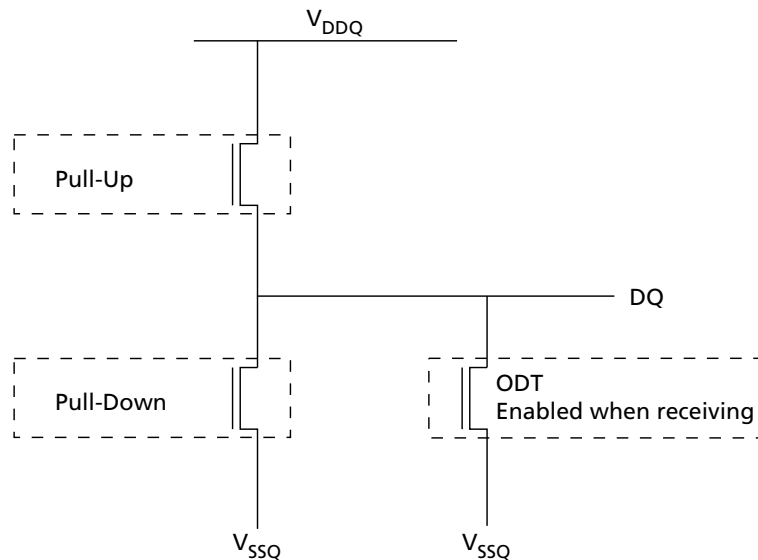 VDDQ
Pull-Up
DQ
Pull-Down
ODT
Enabled when receiving
VSSQ
VSSQ